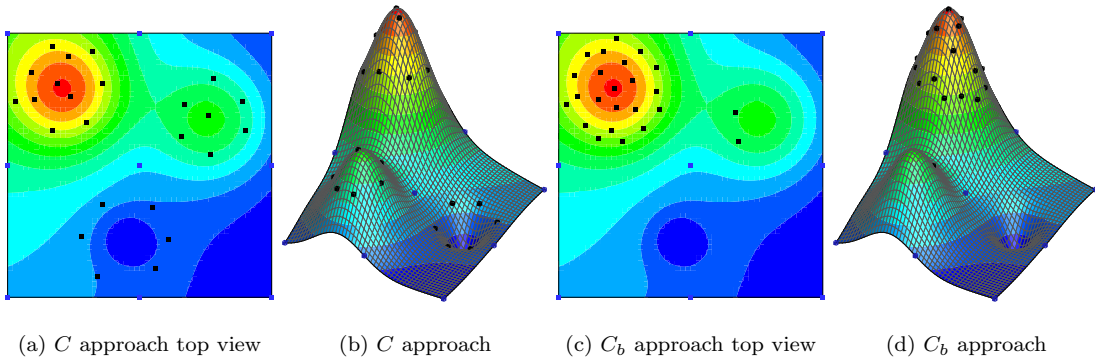 (a) C approach top view
(b) C approach
(c) C_b approach top view
(d) C_b approach